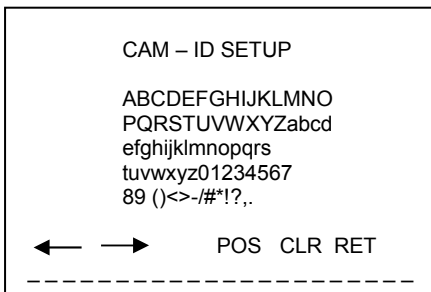 CAM – ID SETUP
ABCDEFGHIJKLMNO
PQRSTUVWXYZabcd
efghijklmnopqrs
tuvwxyz01234567
89 ()<>-/#*!?,.
POS CLR RET